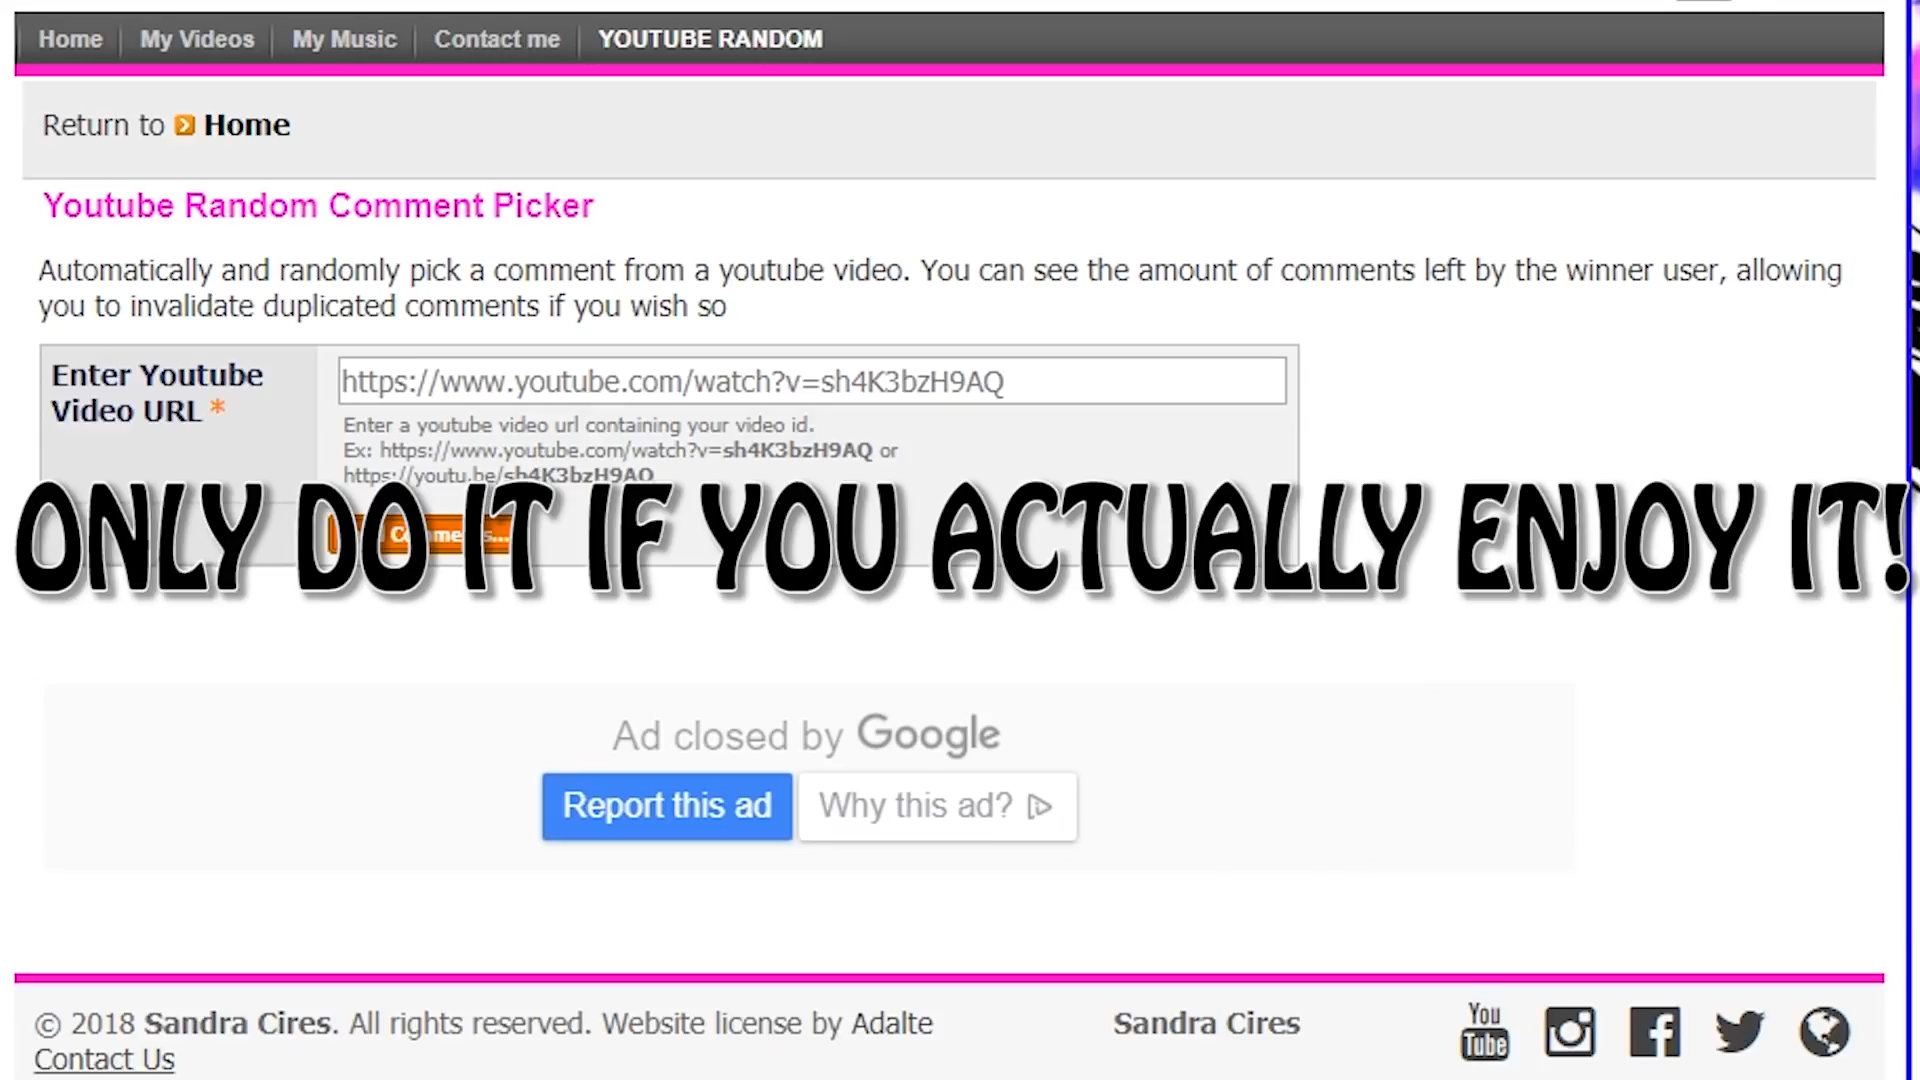 Home
My Videos
My Music
Contact me
YOUTUBE RANDOM
Return to Home
Youtube Random Comment Picker
Automatically and randomly pick a comment from a youtube video. You can see the amount of comments left by the winner user, allowing
you to invalidate duplicated comments if you wish so
Enter Youtube
Video URL *
https://www.youtube.com/watch?v=sh4K3bzH9AQ
Enter a youtube video url containing your video id.
Ex: https://www.youtube.com/watch?v=sh4K3bzH9AQ or
https://youtu.be/sh4K3bzH9AQ
ONLY DO IT IF YOU ACTUALLY ENJOY IT!
Ad closed by Google
Report this ad
Why this ad?
© 2018 Sandra Cires. All rights reserved. Website license by Adalte
Contact Us
Sandra Cires
You
Tube